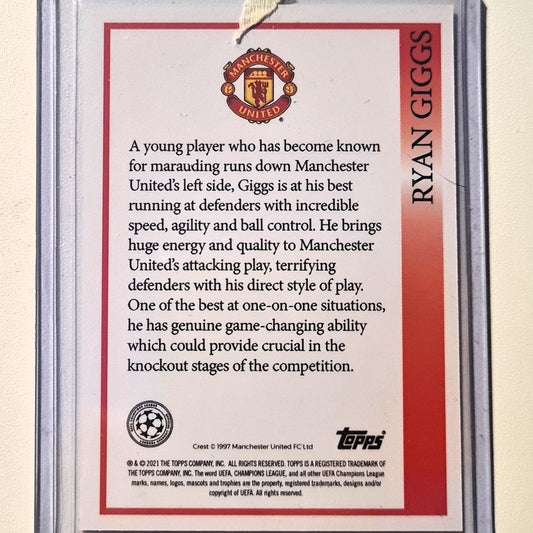 MANCHESTER
UNITED
RYAN GIGGS
A young player who has become known
for marauding runs down Manchester
United's left side, Giggs is at his best
running at defenders with incredible
speed, agility and ball control. He brings
huge energy and quality to Manchester
United's attacking play, terrifying
defenders with his direct style of play.
One of the best at one-on-one situations,
he has genuine game-changing ability
which could provide crucial in the
knockout stages of the competition.
Crest © 1997 Manchester United FC Ltd
Topps
® & © 2021 THE TOPPS COMPANY, INC. ALL RIGHTS RESERVED. TOPPS IS A REGISTERED TRADEMARK OF
THE TOPPS COMPANY, INC. The word UEFA, CHAMPIONS LEAGUE, and all other UEFA Champions League
marks, names, logos, mascots and trophies are the property, registered trademarks, designs and/or
copyright of UEFA. All rights reserved.